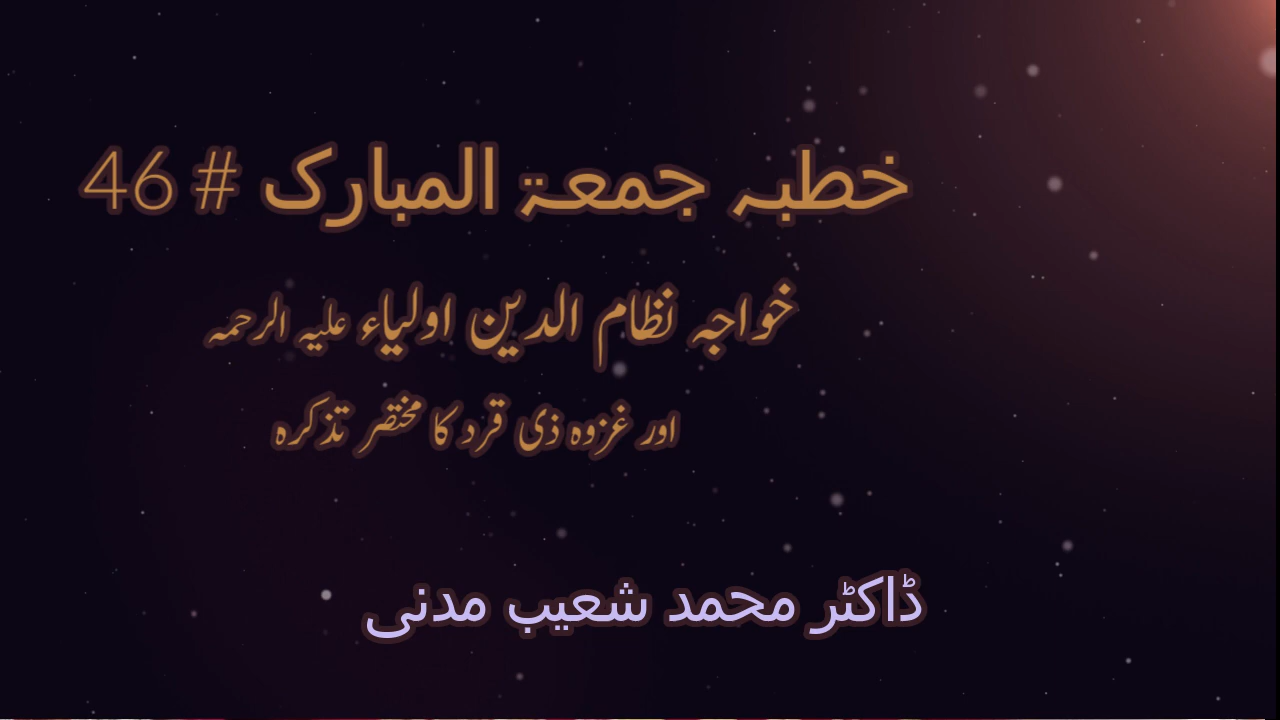 خطبہ جمعۃ المبارک # 46
خواجہ نظام الدین اولیاء علیہ الرحمہ
اور غزوہ ذی قرد کا مختصر تذکرہ
ڈاکٹر محمد شعیب مدنی